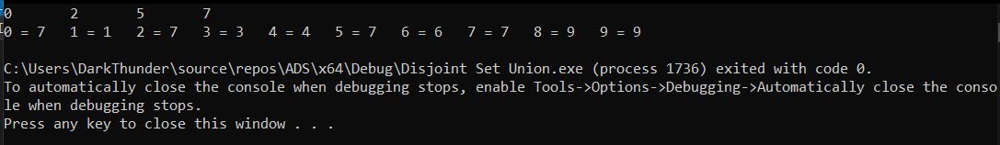 0 2 5 7
0 = 7 1 = 1 2 = 7 3 = 3 4 = 4 5 = 7 6 = 6 7 = 7 8 = 9 9 = 9
C:\Users\DarkThunder\source\repos\ADS\x64\Debug\Disjoint Set Union.exe (process 1736) exited with code 0.
To automatically close the console when debugging stops, enable Tools->Options->Debugging->Automatically close the conso
le when debugging stops.
Press any key to close this window . . .